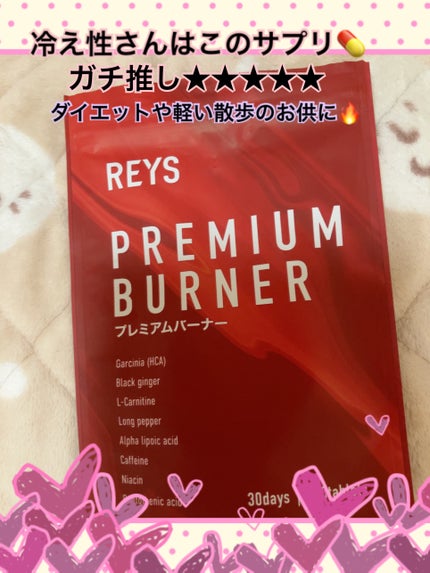 冷え性さんはこのサプリ💊
ガチ推し★★★★★
ダイエットや軽い散歩のお供に🔥
REYS
PREMIUM
BURNER
プレミアムバーナー
Garcinia (HCA)
Black ginger
L-Carnitine
Long pepper
Alpha lipoic acid
Caffeine
Niacin
acid
30days